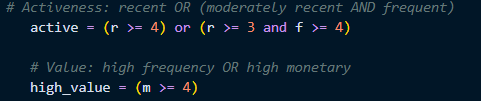 # Activeness: recent OR (moderately recent AND frequent)
active = (r >= 4) or (r >= 3 and f >= 4)
# Value: high frequency OR high monetary
high_value = (m >= 4)